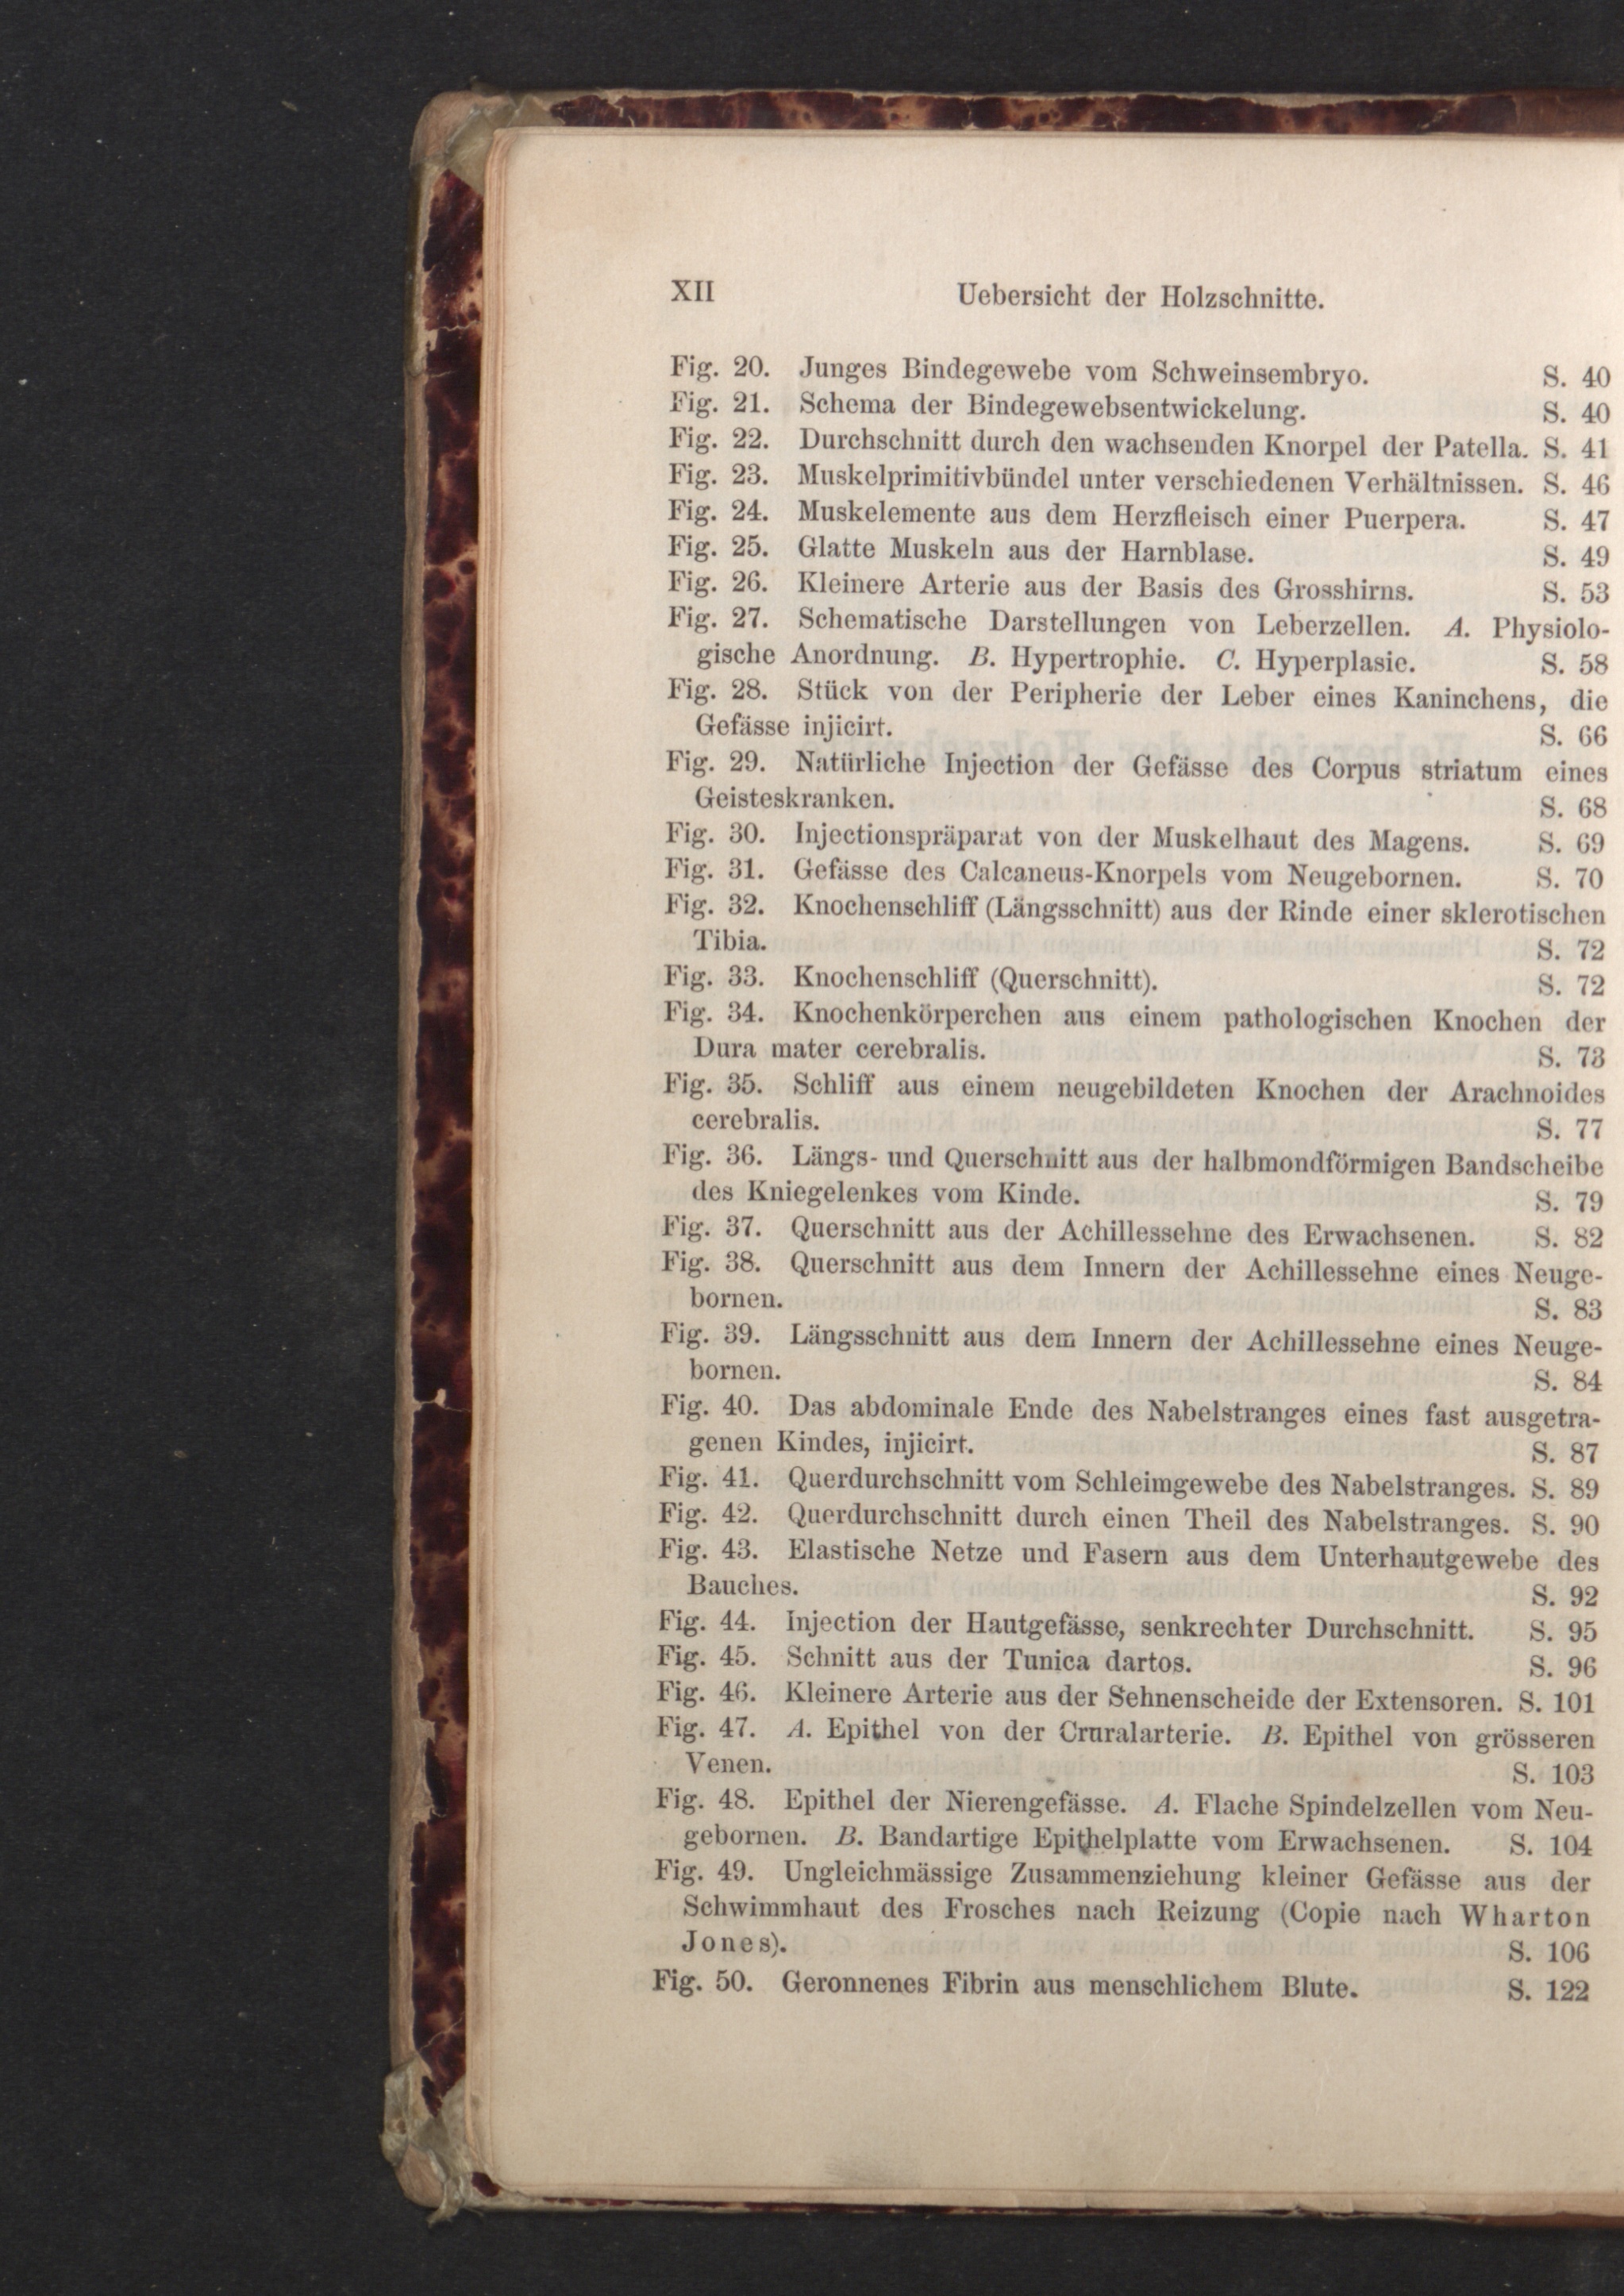 XII Uebersicht der Holzschnitte.
Fig. 20. Junges Bindegewebe vom Schweinsembryo. S. 40
Fig. 21. Schema der Bindegewebsentwickelung. S. 40
Fig. 22. Durchschnitt durch den wachsenden Knorpel der Patella. S. 41
Fig. 23. Muskelprimitivbündel unter verschiedenen Verhältnissen. S. 46
Fig. 24. Muskelemente aus dem Herzfleisch einer Puerpera. S. 47
Fig. 25. Glatte Muskeln aus der Harnblase. S. 49
Fig. 26. Kleinere Arterie aus der Basis des Grosshirns. S. 53
Fig. 27. Schematische Darstellungen von Leberzellen. A. Physiolo-
gische Anordnung. B. Hypertrophie. C. Hyperplasie. S. 58
Fig. 28. Stück von der Peripherie der Leber eines Kaninchens, die
Gefässe injicirt. S. 66
Fig. 29. Natürliche Injection der Gefässe des Corpus striatum eines
Geisteskranken. S. 68
Fig. 30. Injectionspräparat von der Muskelhaut des Magens. S. 69
Fig. 31. Gefässe des Calcaneus-Knorpels vom Neugebornen. S. 70
Fig. 32. Knochenschliff (Längsschnitt) aus der Rinde einer sklerotischen
Tibia. S. 72
Fig. 33. Knochenschliff (Querschnitt). S. 72
Fig. 34. Knochenkörperchen aus einem pathologischen Knochen der
Dura mater cerebralis. S. 73
Fig. 35. Schliff aus einem neugebildeten Knochen der Arachnoides
cerebralis. S. 77
Fig. 36. Längs- und Querschnitt aus der halbmondförmigen Bandscheibe
des Kniegelenkes vom Kinde. S. 79
Fig. 37. Querschnitt aus der Achillessehne des Erwachsenen. S. 82
Fig. 38. Querschnitt aus dem Innern der Achillessehne eines Neuge-
bornen. S. 83
Fig. 39. Längsschnitt aus dem Innern der Achillessehne eines Neuge-
bornen. S. 84
Fig. 40. Das abdominale Ende des Nabelstranges eines fast ausgetra-
genen Kindes, injicirt. S. 87
Fig. 41. Querdurchschnitt vom Schleimgewebe des Nabelstranges. S. 89
Fig. 42. Querdurchschnitt durch einen Theil des Nabelstranges. S. 90
Fig. 43. Elastische Netze und Fasern aus dem Unterhautgewebe des
Bauches. S. 92
Fig. 44. Injection der Hautgefässe, senkrechter Durchschnitt. S. 95
Fig. 45. Schnitt aus der Tunica dartos. S. 96
Fig. 46. Kleinere Arterie aus der Sehnenscheide der Extensoren. S. 101
Fig. 47. A. Epithel von der Cruralarterie. B. Epithel von grösseren
Venen. S. 103
Fig. 48. Epithel der Nierengefässe. A. Flache Spindelzellen vom Neu-
gebornen. B. Bandartige Epithelplatte vom Erwachsenen. S. 104
Fig. 49. Ungleichmässige Zusammenziehung kleiner Gefässe aus der
Schwimmhaut des Frosches nach Reizung (Copie nach Wharton
Jones). S. 106
Fig. 50. Geronnenes Fibrin aus menschlichem Blute. S. 122